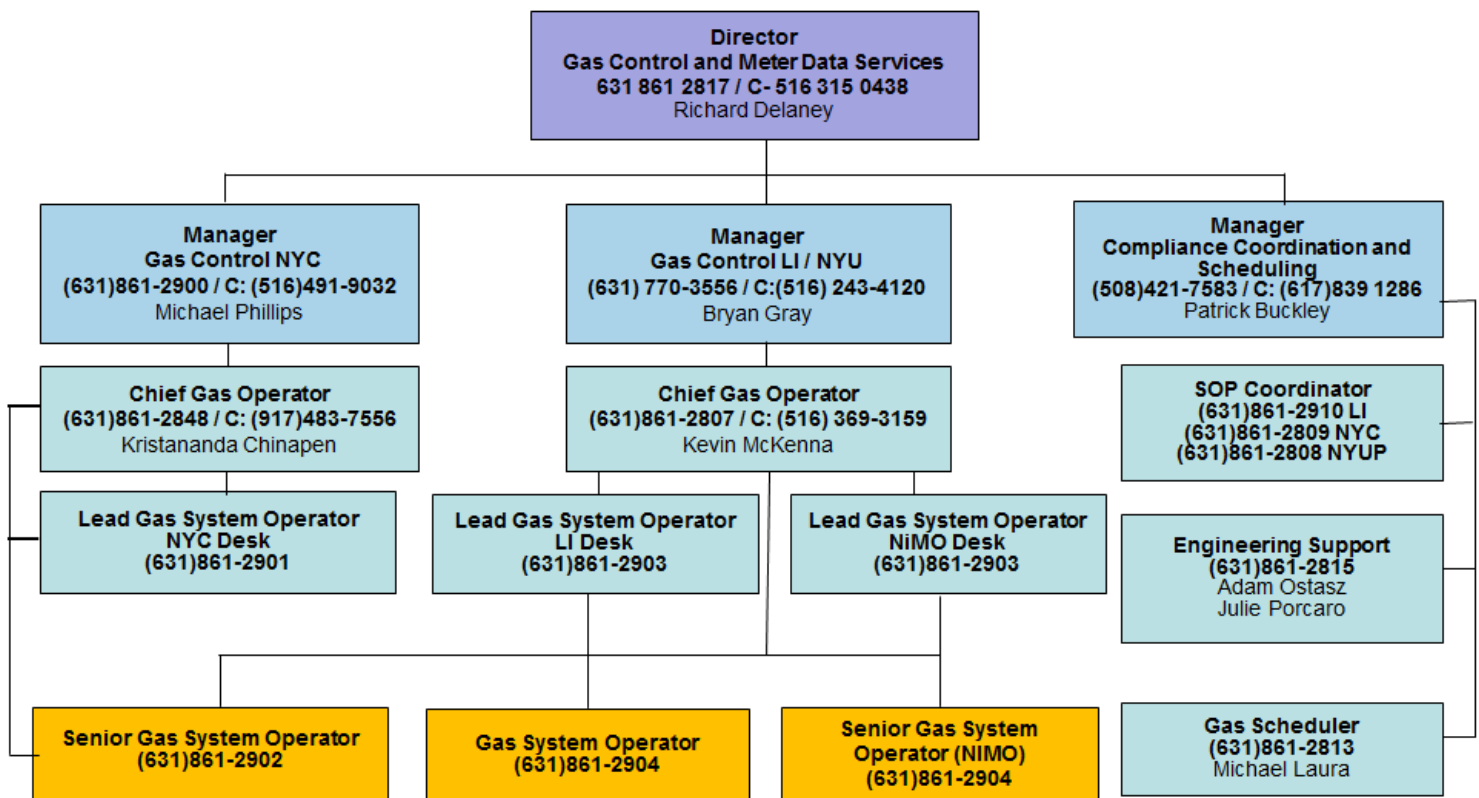 Director
Gas Control and Meter Data Services
631 861 2817 / C- 516 315 0438
Richard Delaney
Manager
Gas Control NYC
(631)861-2900 / C: (516)491-9032
Michael Phillips
Manager
Gas Control LI / NYU
(631) 770-3556 / C:(516) 243-4120
Bryan Gray
Manager
Compliance Coordination and
Scheduling
(508)421-7583 / C: (617)839 1286
Patrick Buckley
Chief Gas Operator
(631)861-2848 / C: (917)483-7556
Kristananda Chinapen
Chief Gas Operator
(631)861-2807 / C: (516) 369-3159
Kevin McKenna
SOP Coordinator
(631)861-2910 LI
(631)861-2809 NYC
(631)861-2808 NYUP
Lead Gas System Operator
NYC Desk
(631)861-2901
Lead Gas System Operator
LI Desk
(631)861-2903
Lead Gas System Operator
NiMO Desk
(631)861-2903
Engineering Support
(631)861-2815
Adam Ostasz
Julie Porcaro
Senior Gas System Operator
(631)861-2902
Gas System Operator
(631)861-2904
Senior Gas System
Operator (NIMO)
(631)861-2904
Gas Scheduler
(631)861-2813
Michael Laura